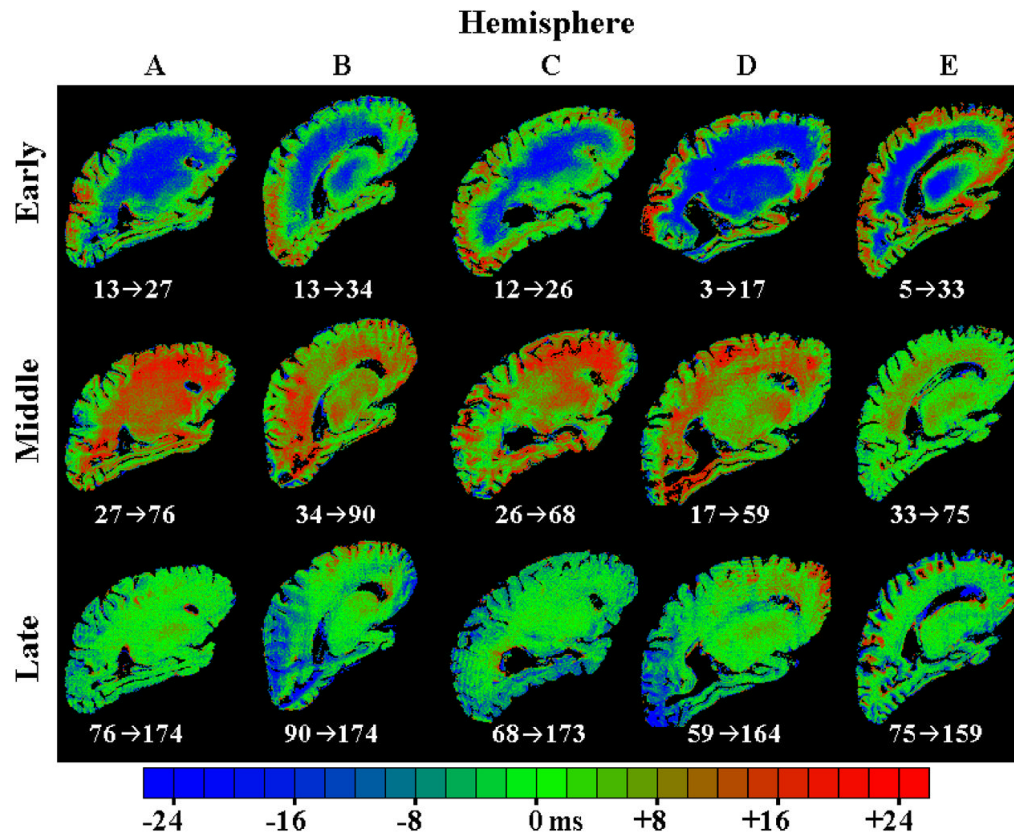 Hemisphere
A B C D E
Early
13→27 13→34 12→26 3→17 5→33
Middle
27→76 34→90 26→68 17→59 33→75
Late
76→174 90→174 68→173 59→164 75→159
-24 -16 -8 0 ms +8 +16 +24